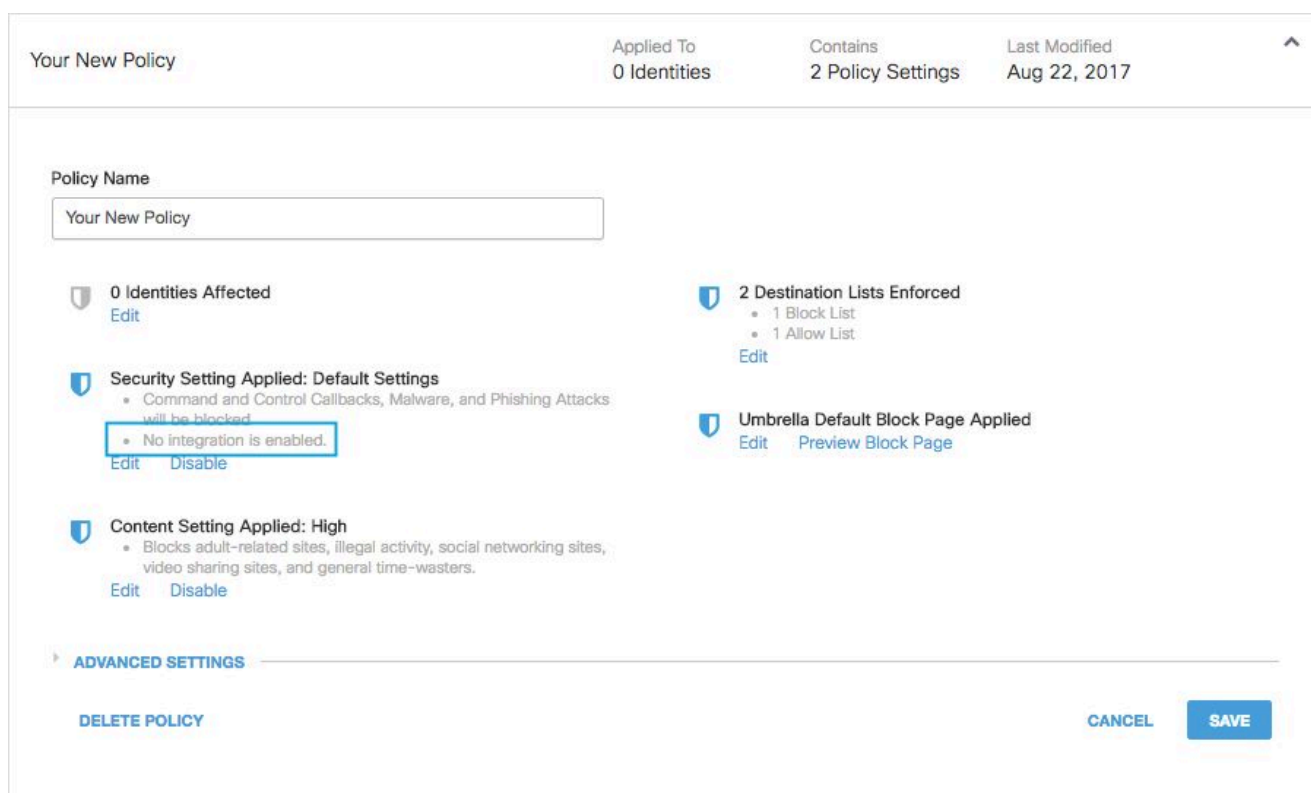 Your New Policy
Applied To
0 Identities
Contains
2 Policy Settings
Last Modified
Aug 22, 2017
Policy Name
Your New Policy
0 Identities Affected
Edit
Security Setting Applied: Default Settings
Command and Control Callbacks, Malware, and Phishing Attacks
will be blocked
No integration is enabled.
Edit Disable
Content Setting Applied: High
Blocks adult-related sites, illegal activity, social networking sites,
video sharing sites, and general time-wasters.
Edit Disable
2 Destination Lists Enforced
1 Block List
1 Allow List
Edit
Umbrella Default Block Page Applied
Edit Preview Block Page
ADVANCED SETTINGS
DELETE POLICY
CANCEL
SAVE